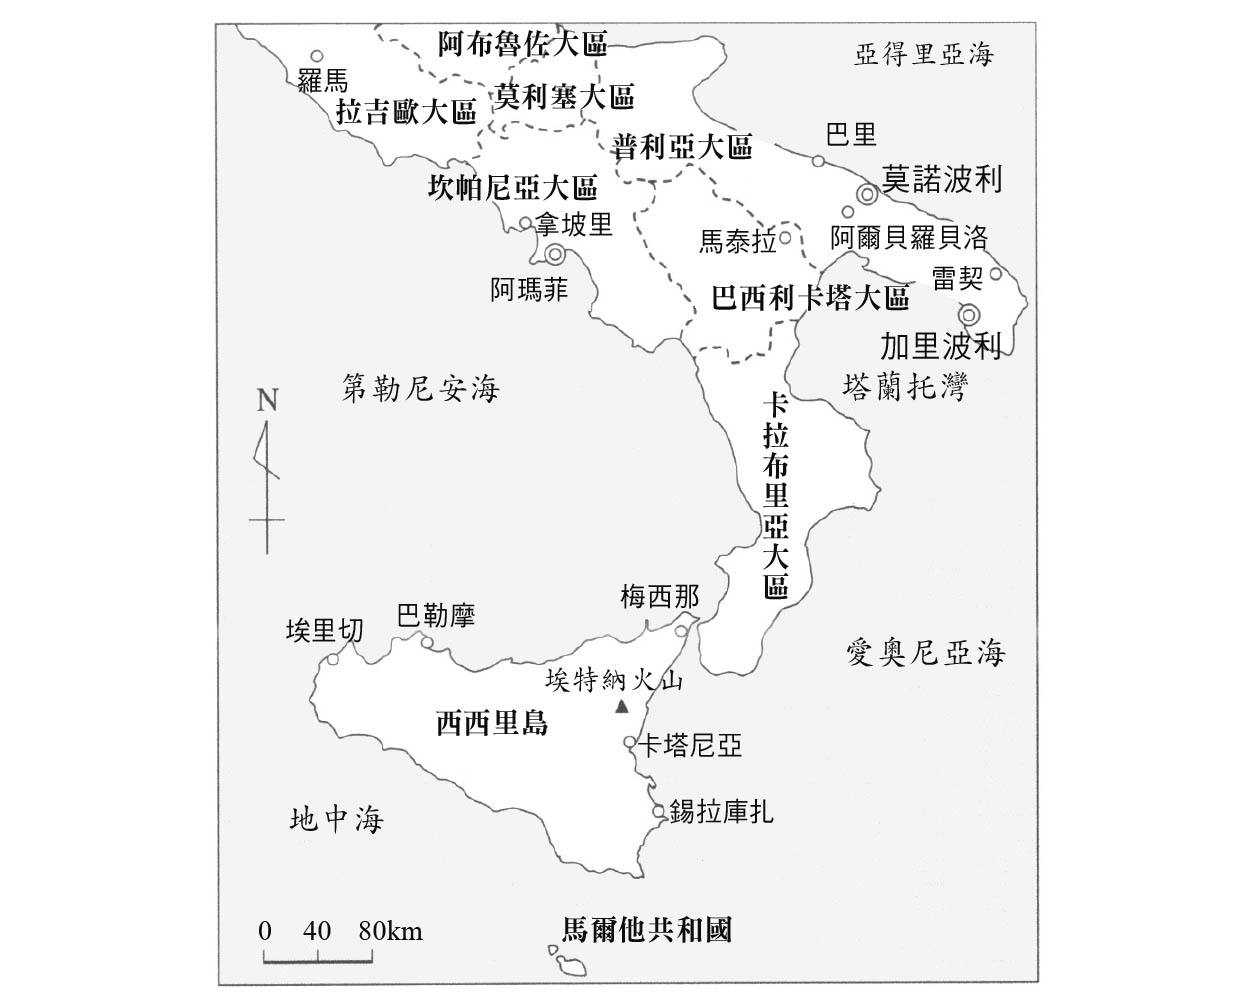 阿布魯佐大區
亞得里亞海
羅馬
莫利塞大區
拉吉歐大區
巴里
普利亞大區
莫諾波利
坎帕尼亞大區
拿坡里
馬泰拉
阿爾貝羅貝洛
雷契
阿瑪菲
巴西利卡塔大區
加里波利
第勒尼安海
塔蘭托灣
N
卡拉布里亞大區
梅西那
巴勒摩
埃里切
愛奧尼亞海
埃特納火山
西西里島
卡塔尼亞
地中海
錫拉庫扎
馬爾他共和國
0 40 80km